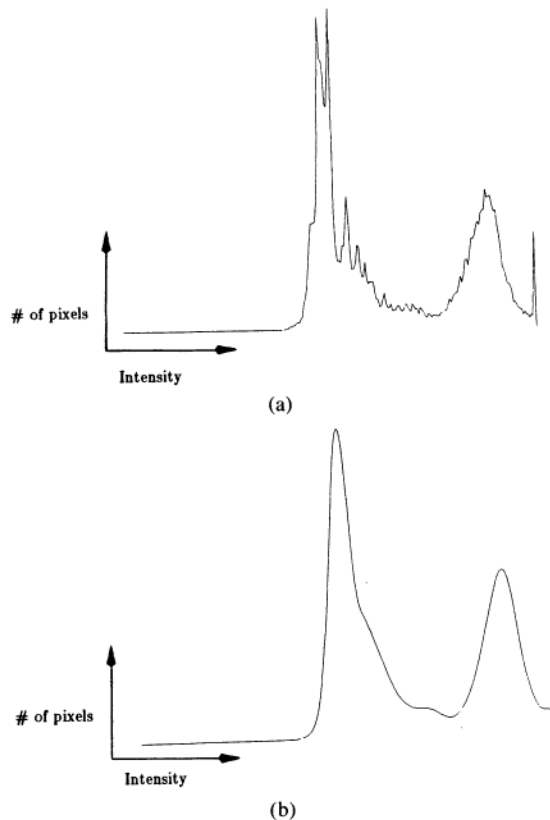 # of pixels
Intensity
(a)
# of pixels
Intensity
(b)